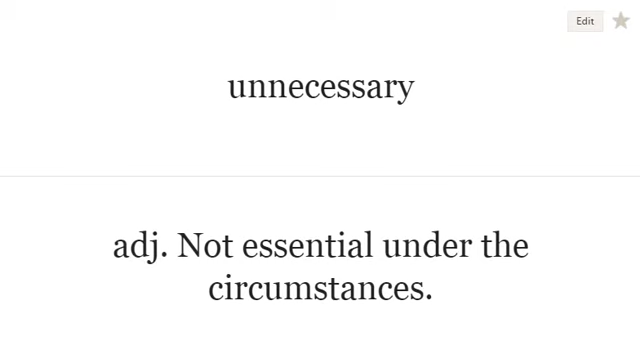 Edit
unnecessary
adj. Not essential under the
circumstances.